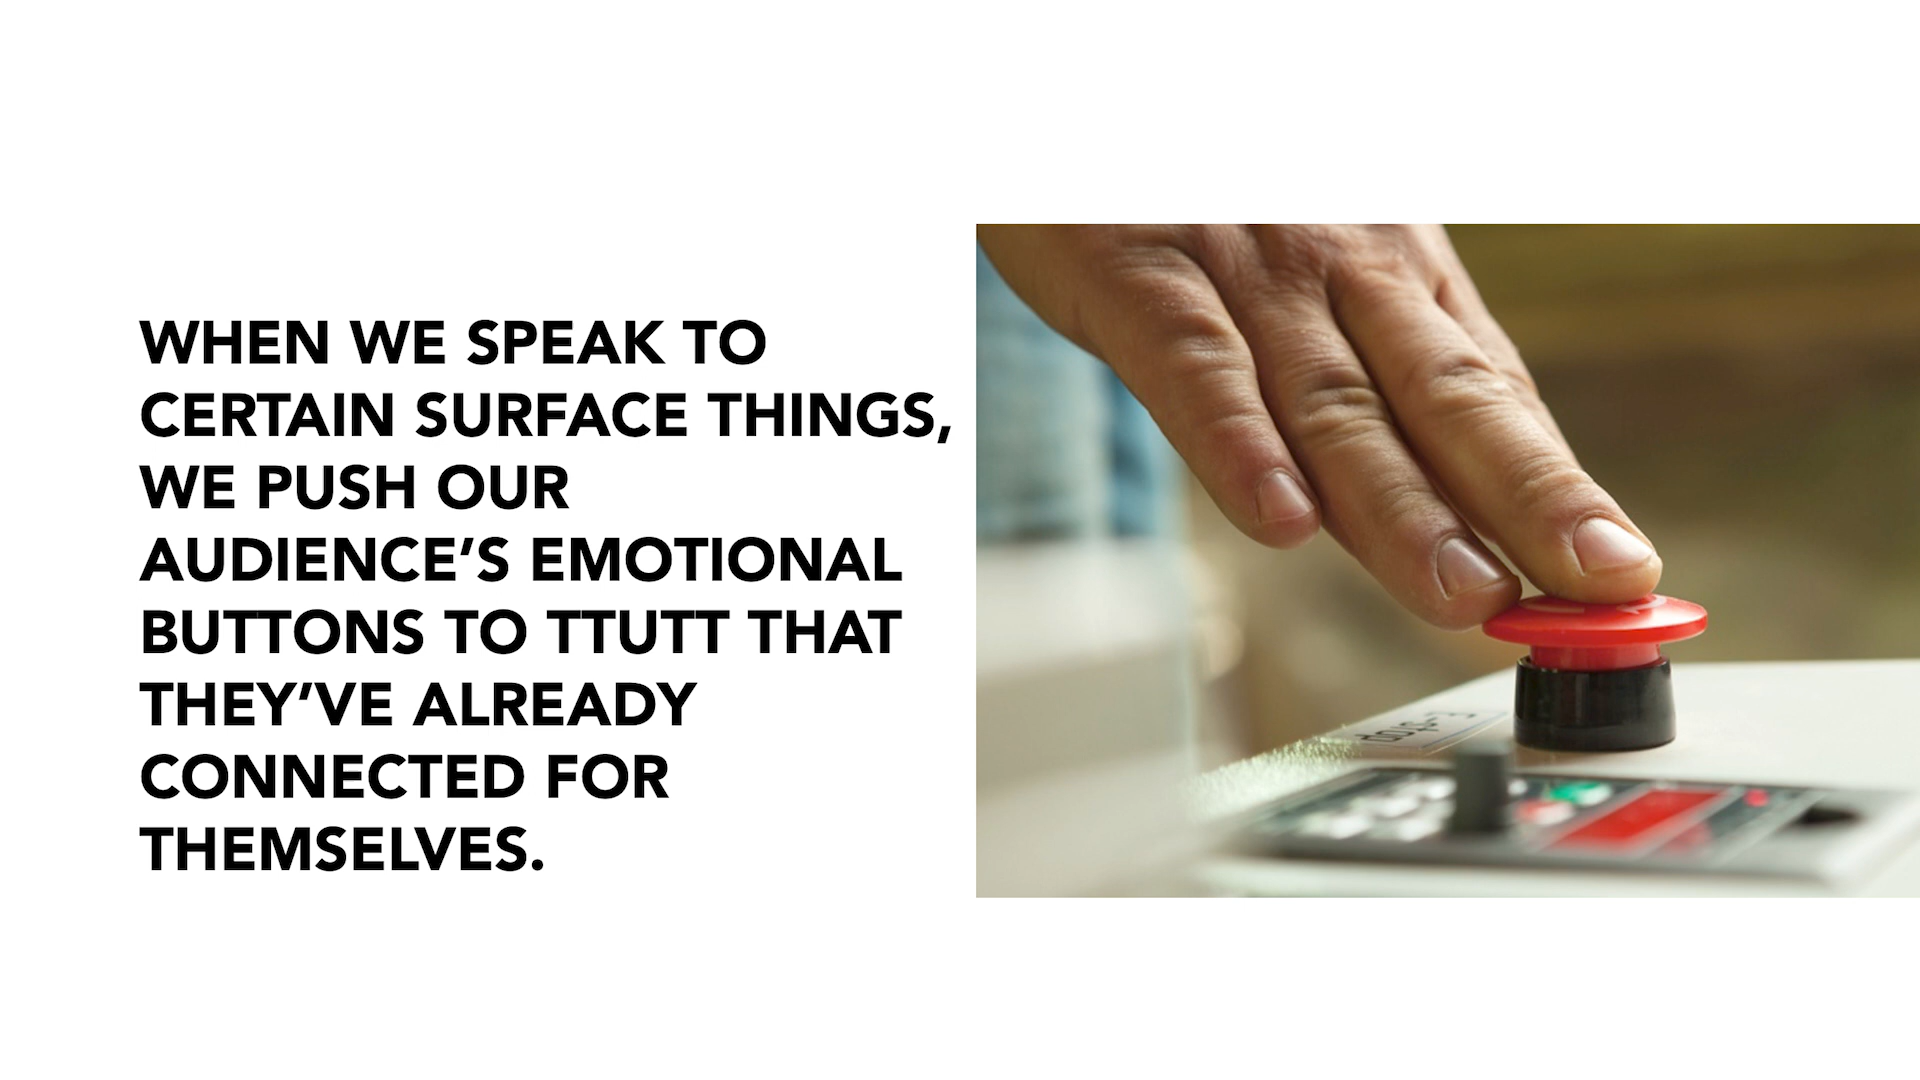 WHEN WE SPEAK TO
CERTAIN SURFACE THINGS,
WE PUSH OUR
AUDIENCE’S EMOTIONAL
BUTTONS TO TTUTT THAT
THEY’VE ALREADY
CONNECTED FOR
THEMSELVES.
E-stop